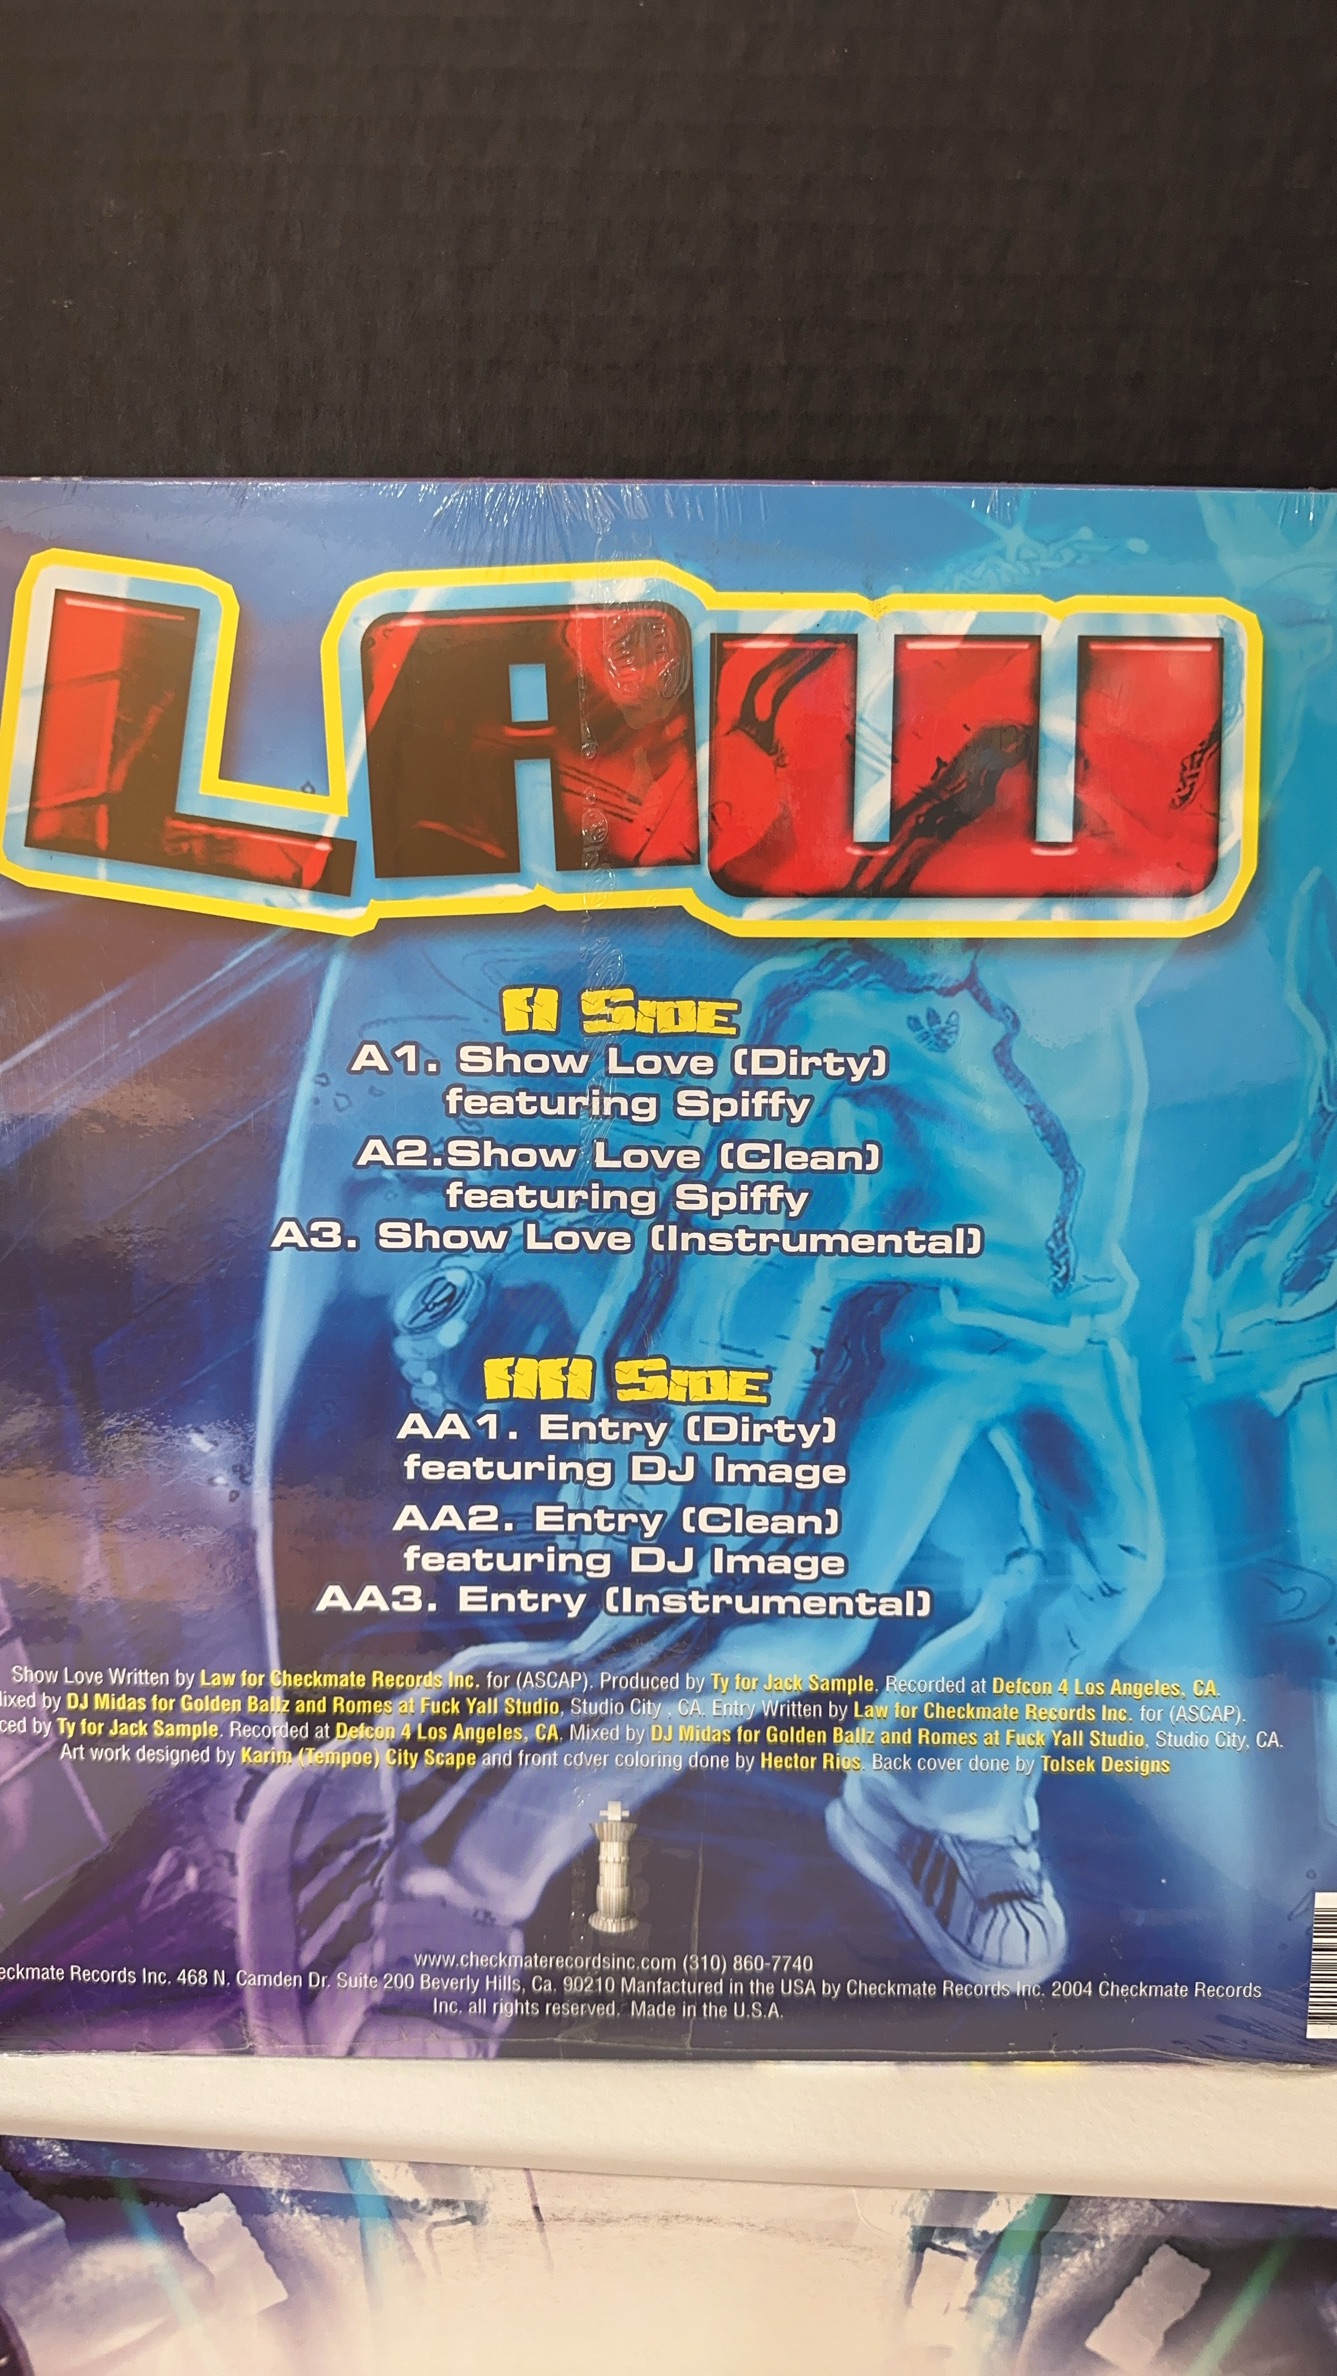 LAW
A SIDE
A1. Show Love (Dirty)
featuring Spiffy
A2.Show Love (Clean)
featuring Spiffy
A3. Show Love (Instrumental)
AA SIDE
AA1. Entry (Dirty)
featuring DJ Image
AA2. Entry (Clean)
featuring DJ Image
AA3. Entry (Instrumental)
Show Love Written by Law for Checkmate Records Inc. for (ASCAP). Produced by Ty for Jack Sample. Recorded at Defcon 4 Los Angeles, CA.
ixed by DJ Midas for Golden Ballz and Romes at Fuck Yall Studio, Studio City , CA. Entry Written by Law for Checkmate Records Inc. for (ASCAP).
ced by Ty for Jack Sample. Recorded at Defcon 4 Los Angeles, CA. Mixed by DJ Midas for Golden Ballz and Romes at Fuck Yall Studio, Studio City, CA.
Art work designed by Karim (Tempoe) City Scape and front cover coloring done by Hector Rios. Back cover done by Tolsek Designs
www.checkmaterecordsinc.com (310) 860-7740
eckmate Records Inc. 468 N. Camden Dr. Suite 200 Beverly Hills, Ca. 90210 Manfactured in the USA by Checkmate Records Inc. 2004 Checkmate Records
Inc. all rights reserved. Made in the U.S.A.